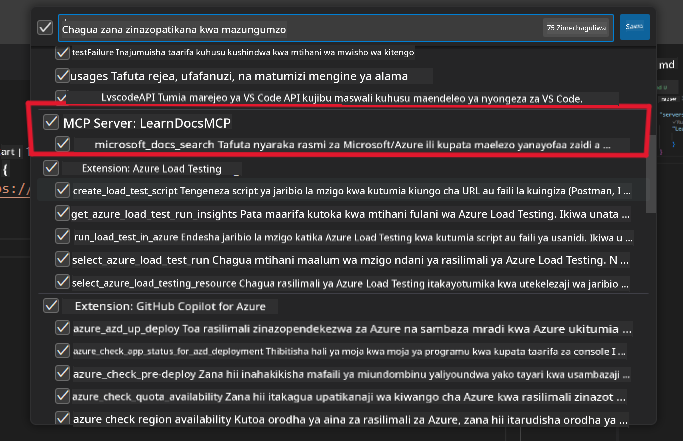 Chagua zana zinazopatikana kwa mazungumzo
75 Zimechaguliwa
Sawa
testFailure Inajumuisha taarifa kuhusu kushindwa kwa mtihani wa mwisho wa kitengo
usages Tafuta rejea, ufafanuzi, na matumizi mengine ya alama
LvscodeAPI Tumia marejeo ya VS Code API kujibu maswali kuhusu maendeleo ya nyongeza za VS Code.
MCP Server: LearnDocsMCP
microsoft_docs_search Tafuta nyaraka rasmi za Microsoft/Azure ili kupata maelezo yanayofaa zaidi a ...
Extension: Azure Load Testing _
create_load_test_script Tengeneza script ya jaribio la mzigo kwa kutumia kiungo cha URL au faili la kuingiza (Postman, I ...
get_azure_load_test_run_insights Pata maarifa kutoka kwa mtihani fulani wa Azure Load Testing. Ikiwa unata ...
run_load_test_in_azure Endesha jaribio la mzigo katika Azure Load Testing kwa kutumia script au faili ya usanidi. Ikiwa u ...
select_azure_load_test_run Chagua mtihani maalum wa mzigo ndani ya rasilimali ya Azure Load Testing. N ...
select_azure_load_testing_resource Chagua rasilimali ya Azure Load Testing itakayotumika kwa utekelezaji wa jaribio ...
Extension: GitHub Copilot for Azure
azure_azd_up_deploy Toa rasilimali zinazopendekezwa za Azure na sambaza mradi kwa Azure ukitumia ...
azure_check_app_status_for_azd_deployment Thibitisha hali ya moja kwa moja ya programu kwa kupata taarifa za console l ...
azure_check_pre-deploy Zana hii inahakikisha mafaili ya miundombinu yaliyoundwa yako tayari kwa usambazaji ...
azure_check_quota_availability Zana hii itakagua upatikanaji wa kiwango cha Azure kwa rasilimali zinazot ...
azure check region availability Kutoa orodha ya aina za rasilimali za Azure, zana hii itarudisha orodha ya ...
art |
{
s://
md